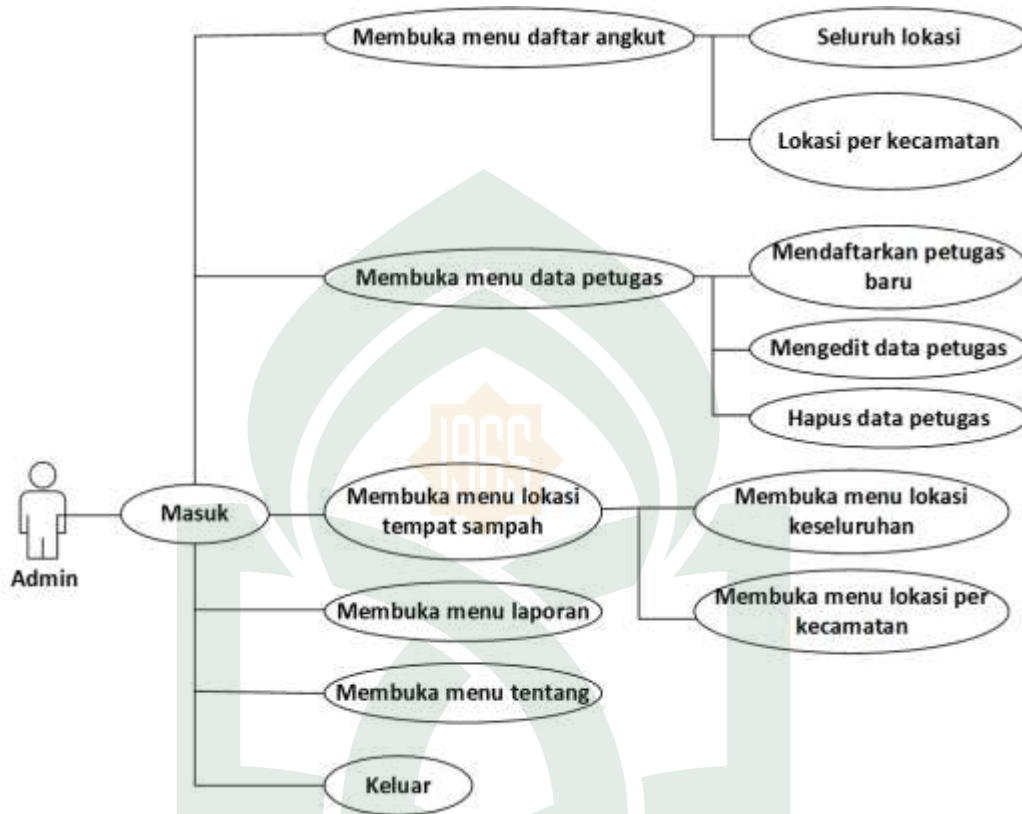 Membuka menu daftar angkut
Seluruh lokasi
Lokasi per kecamatan
Membuka menu data petugas
Mendaftarkan petugas
baru
Mengedit data petugas
Hapus data petugas
Admin
Masuk
Membuka menu lokasi
tempat sampah
Membuka menu lokasi
keseluruhan
Membuka menu lokasi per
kecamatan
Membuka menu laporan
Membuka menu tentang
Keluar